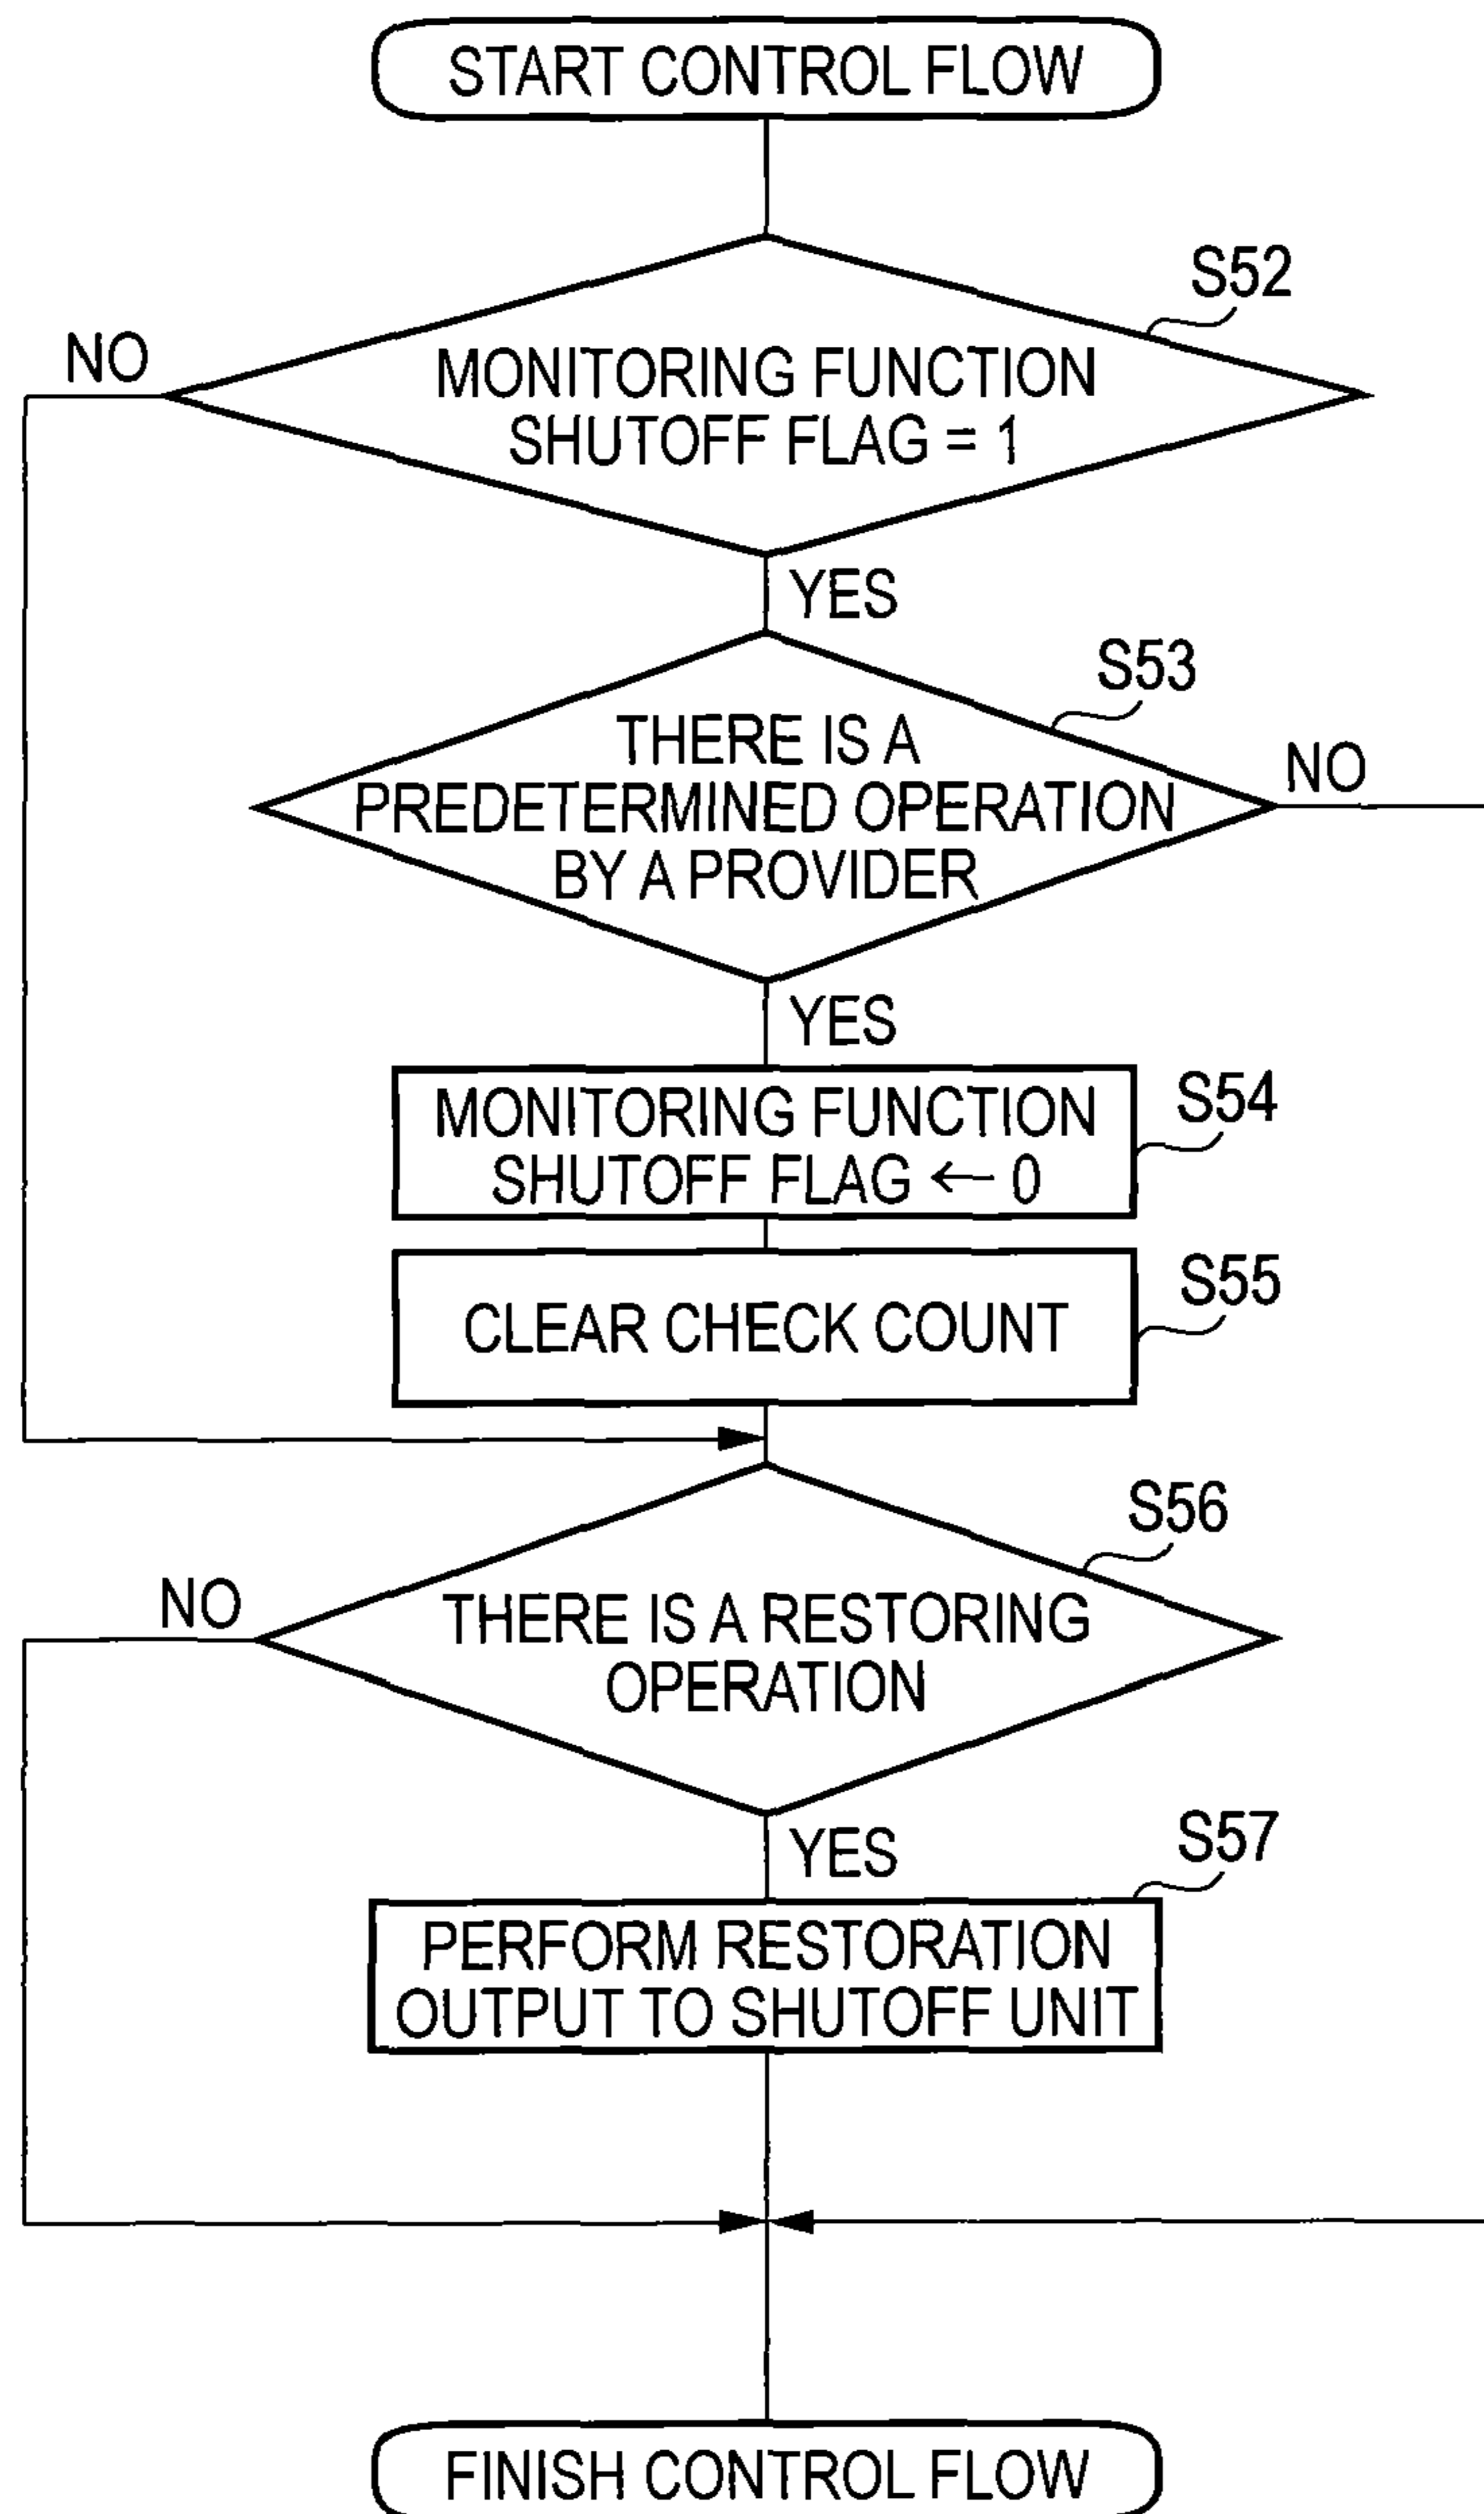 START CONTROL FLOW
S52
NO
MONITORING FUNCTION
SHUTOFF FLAG = 1
YES
S53
THERE IS A
NO
PREDETERMINED OPERATION
BY A PROVIDER
YES
S54
MONITORING FUNCTION
SHUTOFF FLAG ← 0
S55
CLEAR CHECK COUNT
S56
NO
THERE IS A RESTORING
OPERATION
YES
S57
PERFORM RESTORATION
OUTPUT TO SHUTOFF UNIT
FINISH CONTROL FLOW